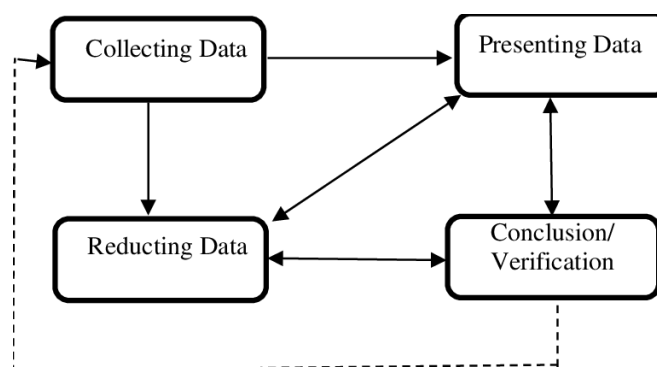 Collecting Data
Presenting Data
Reducting Data
Conclusion/
Verification